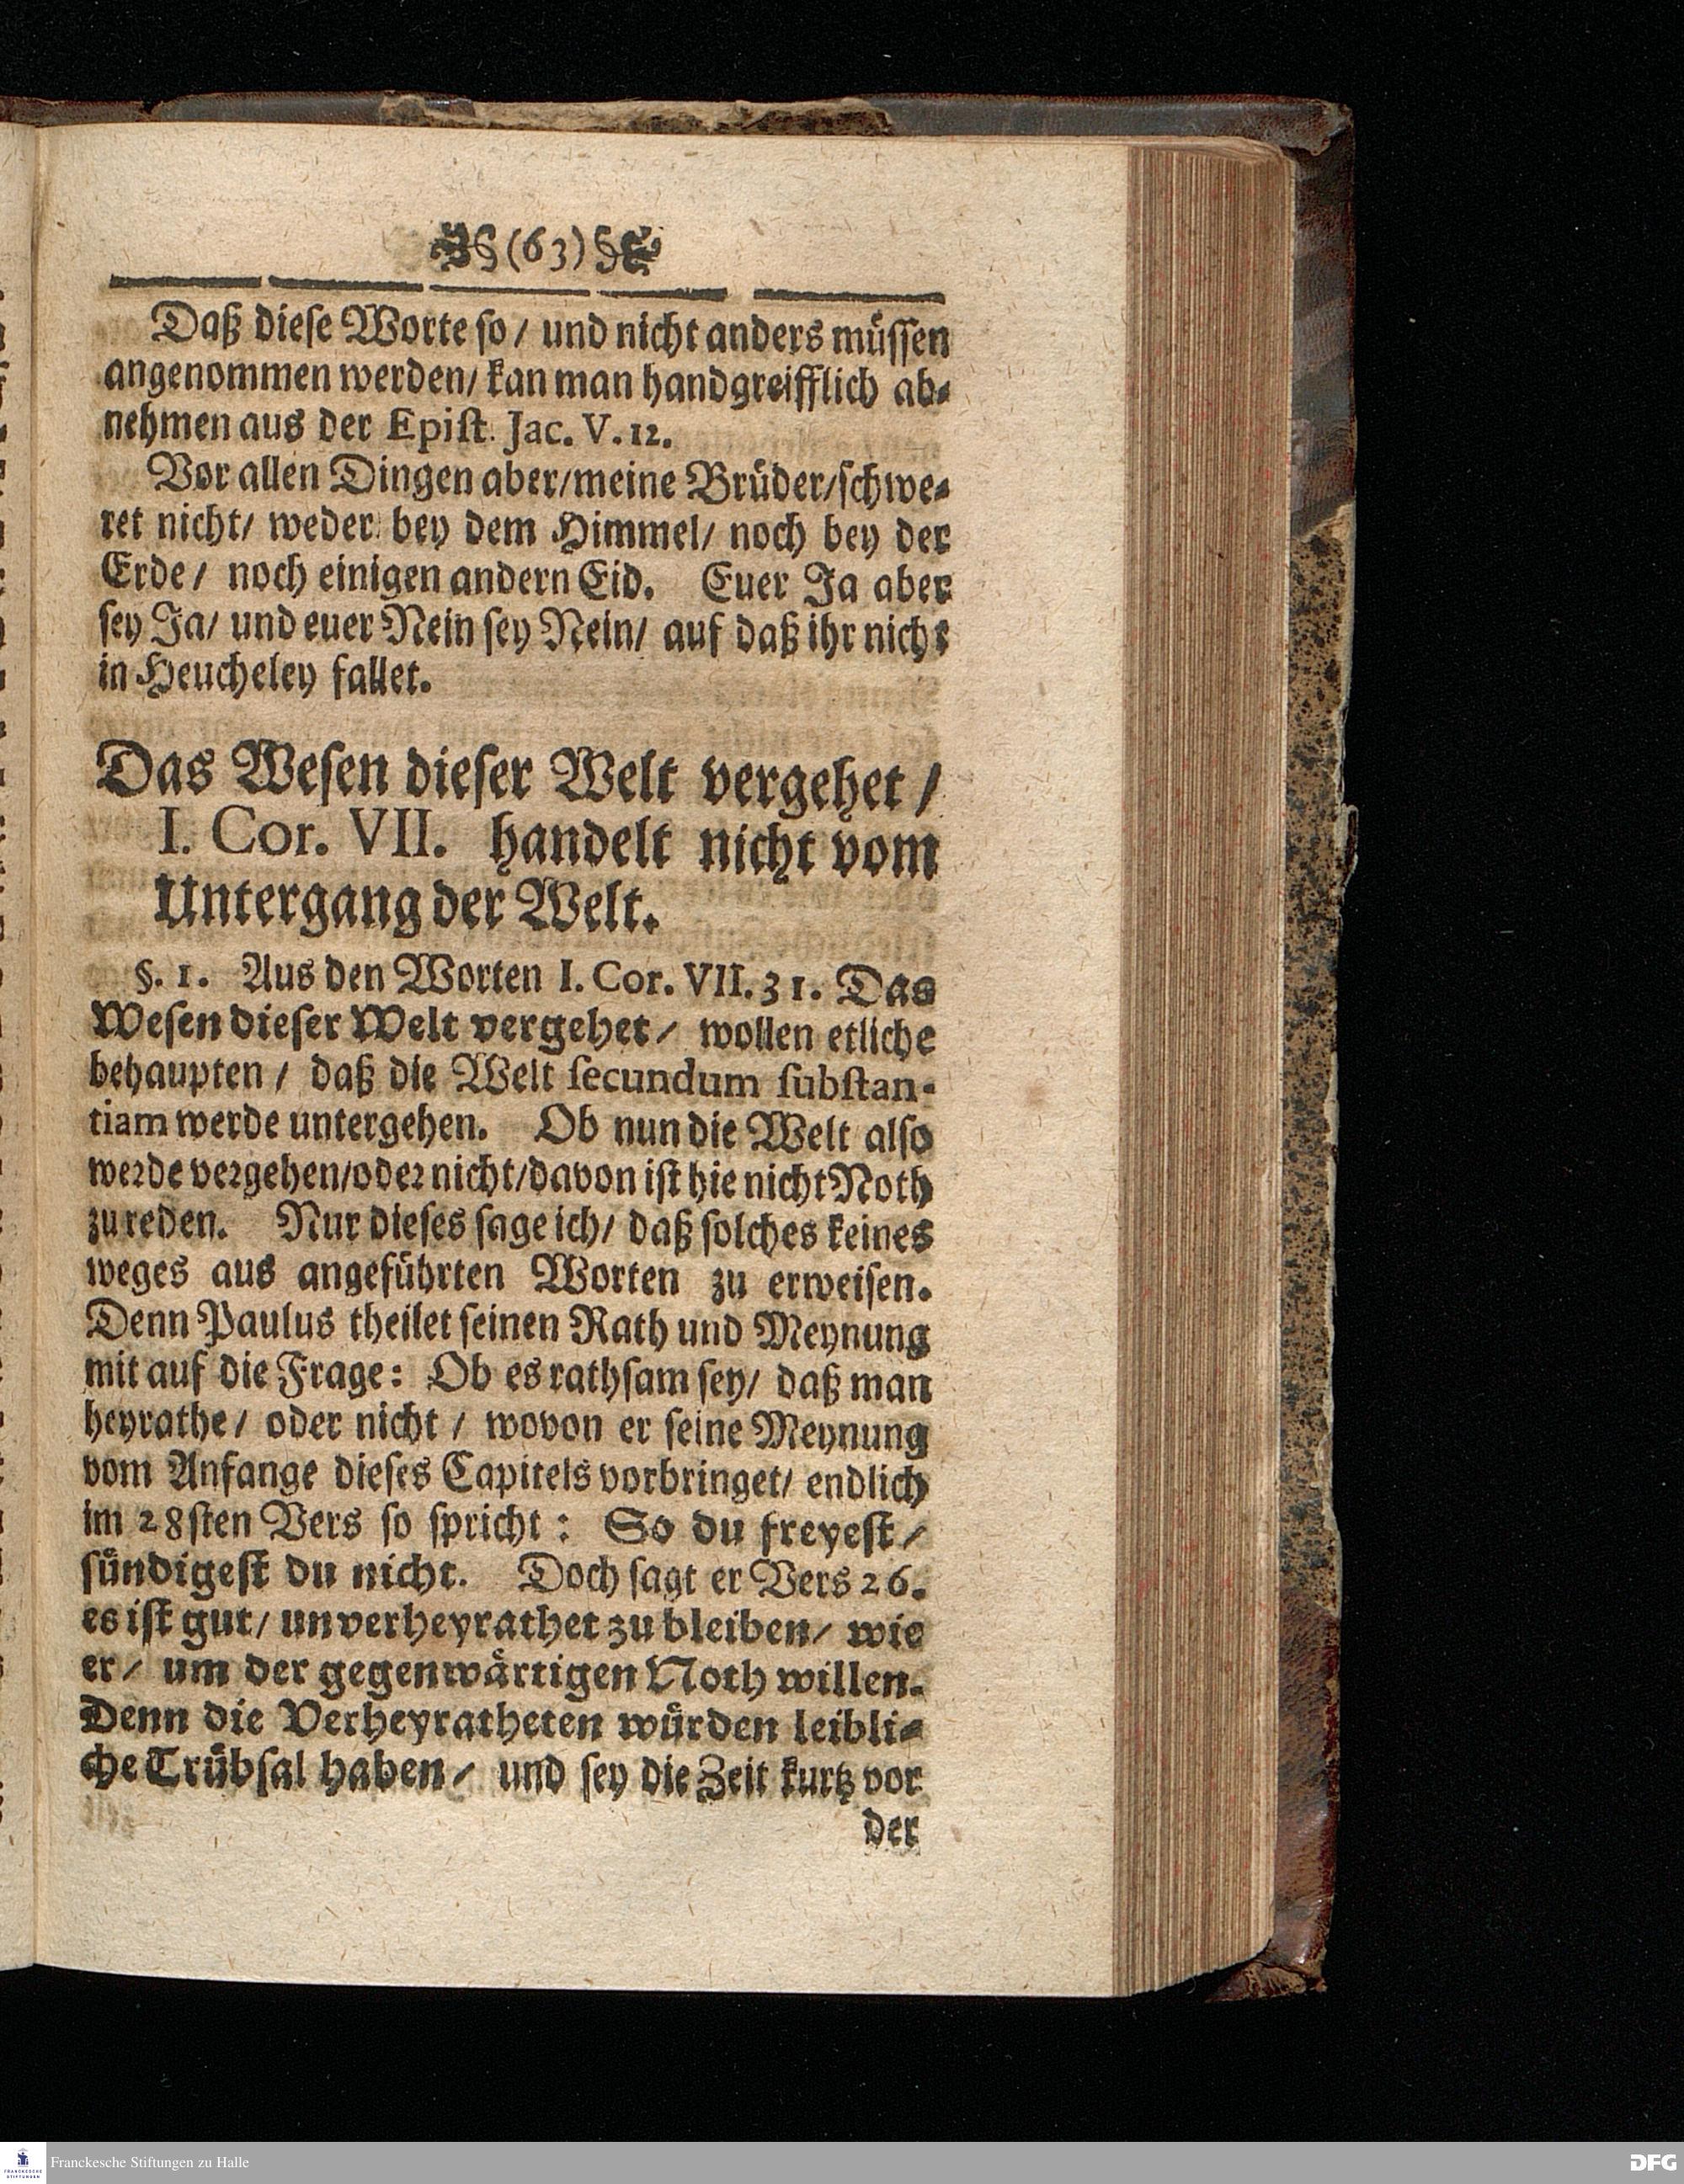 (63)
Daß diese Worte so / und nicht anders müssen
angenommen werden / kan man handgreifflich ab-
nehmen aus der Epist. Jac. V. 12.
Vor allen Dingen aber / meine Brüder / schwe-
ret nicht / weder bey dem Himmel / noch bey der
Erde / noch einigen andern Eid. Euer Ja aber
sey Ja / und euer Nein sey Nein / auf daß ihr nicht
in Heucheley fallet.
Das Wesen dieser Welt vergehet /
I. Cor. VII. handelt nicht vom
Untergang der Welt.
§. 1. Aus den Worten I. Cor. VII. 31. Das
Wesen dieser Welt vergehet / wollen etliche
behaupten / daß die Welt secundum substan-
tiam werde untergehen. Ob nun die Welt also
werde vergehen / oder nicht / davon ist hie nicht Noth
zu reden. Nur dieses sage ich / daß solches keines
weges aus angeführten Worten zu erweisen.
Denn Paulus theilet seinen Rath und Meynung
mit auf die Frage: Ob es rathsam sey / daß man
heyrathe / oder nicht / wovon er seine Meynung
vom Anfange dieses Capitels vorbringet / endlich
im 28sten Vers so spricht: So du freyest /
sündigest du nicht. Doch sagt er Vers 26.
es ist gut / unverheyrathet zu bleiben / wie
er / um der gegenwärtigen Noth willen.
Denn die Verheyratheten würden leibli-
che Trübsal haben / und sey die Zeit kurtz vor
der
FRANCKESCHE STIFTUNGEN
Franckesche Stiftungen zu Halle
DFG